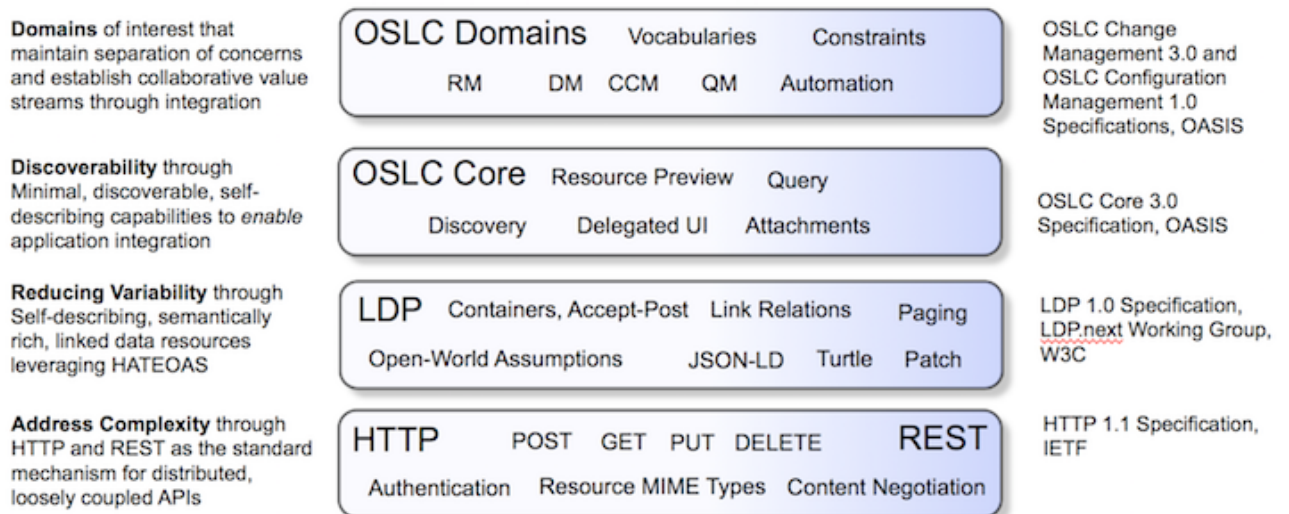 Domains of interest that
maintain separation of concerns
and establish collaborative value
streams through integration
OSLC Domains Vocabularies Constraints
RM DM CCM QM Automation
OSLC Change
Management 3.0 and
OSLC Configuration
Management 1.0
Specifications, OASIS
Discoverability through
Minimal, discoverable, self-
describing capabilities to enable
application integration
OSLC Core Resource Preview Query
Discovery Delegated UI Attachments
OSLC Core 3.0
Specification, OASIS
Reducing Variability through
Self-describing, semantically
rich, linked data resources
leveraging HATEOAS
LDP Containers, Accept-Post Link Relations Paging
Open-World Assumptions JSON-LD Turtle Patch
LDP 1.0 Specification,
LDP.next Working Group,
W3C
Address Complexity through
HTTP and REST as the standard
mechanism for distributed,
loosely coupled APIs
HTTP POST GET PUT DELETE REST
Authentication Resource MIME Types Content Negotiation
HTTP 1.1 Specification,
IETF